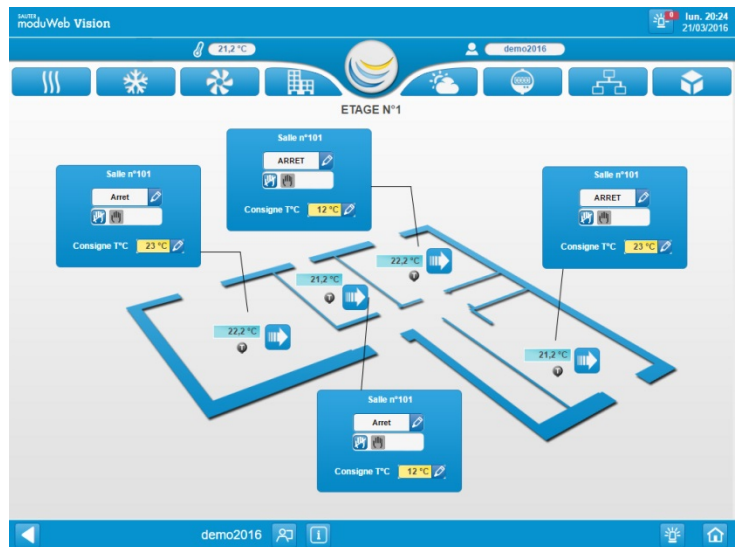 SAUTER
moduWeb Vision
0
lun. 20:24
21/03/2016
21,2 °C
demo2016
ETAGE N°1
Salle n°101
ARRET
Consigne T°C 12 °C
Salle n°101
Arret
Consigne T°C 23 °C
Salle n°101
ARRET
Consigne T°C 23 °C
22,2 °C
21,2 °C
T
T
22,2 °C
T
21,2 °C
T
Salle n°101
Arret
Consigne T°C 12 °C
demo2016
i